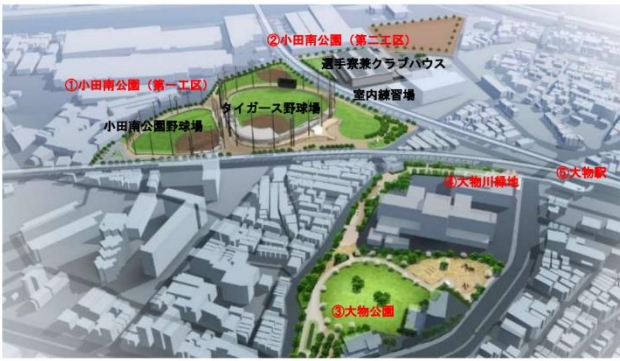 ②小田南公園（第二工区）
選手寮兼クラブハウス
①小田南公園（第一工区）
室内練習場
タイガース野球場
小田南公園野球場
⑤大物駅
④大物川緑地
③大物公園